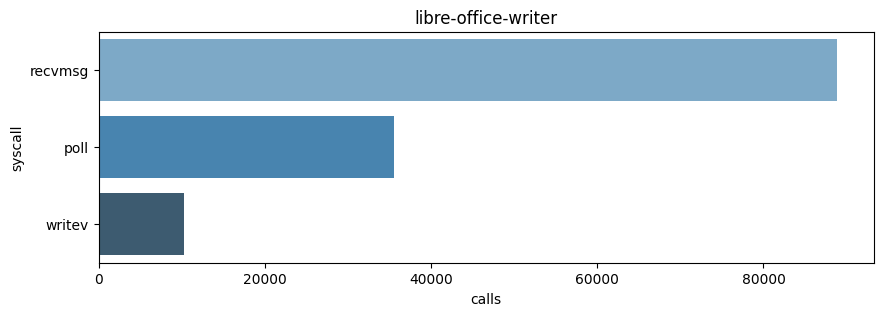 libre-office-writer
syscall
recvmsg
poll
writev
0 20000 40000 60000 80000
calls